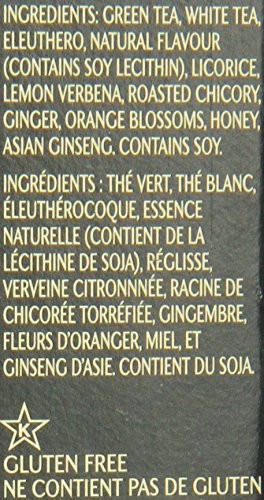 INGREDIENTS: GREEN TEA, WHITE TEA,
ELEUTHERO, NATURAL FLAVOUR
(CONTAINS SOY LECITHIN), LICORICE,
LEMON VERBENA, ROASTED CHICORY,
GINGER, ORANGE BLOSSOMS, HONEY,
ASIAN GINSENG. CONTAINS SOY.
INGRÉDIENTS : THÉ VERT, THÉ BLANC,
ÉLEUTHÉROCOQUE, ESSENCE
NATURELLE (CONTIENT DE LA
LÉCITHINE DE SOJA), RÉGLISSE,
VERVEINE CITRONNNÉE, RACINE DE
CHICORÉE TORRÉFIÉE, GINGEMBRE,
FLEURS D'ORANGER, MIEL, ET
GINSENG D'ASIE. CONTIENT DU SOJA.
K
GLUTEN FREE
NE CONTIENT PAS DE GLUTEN